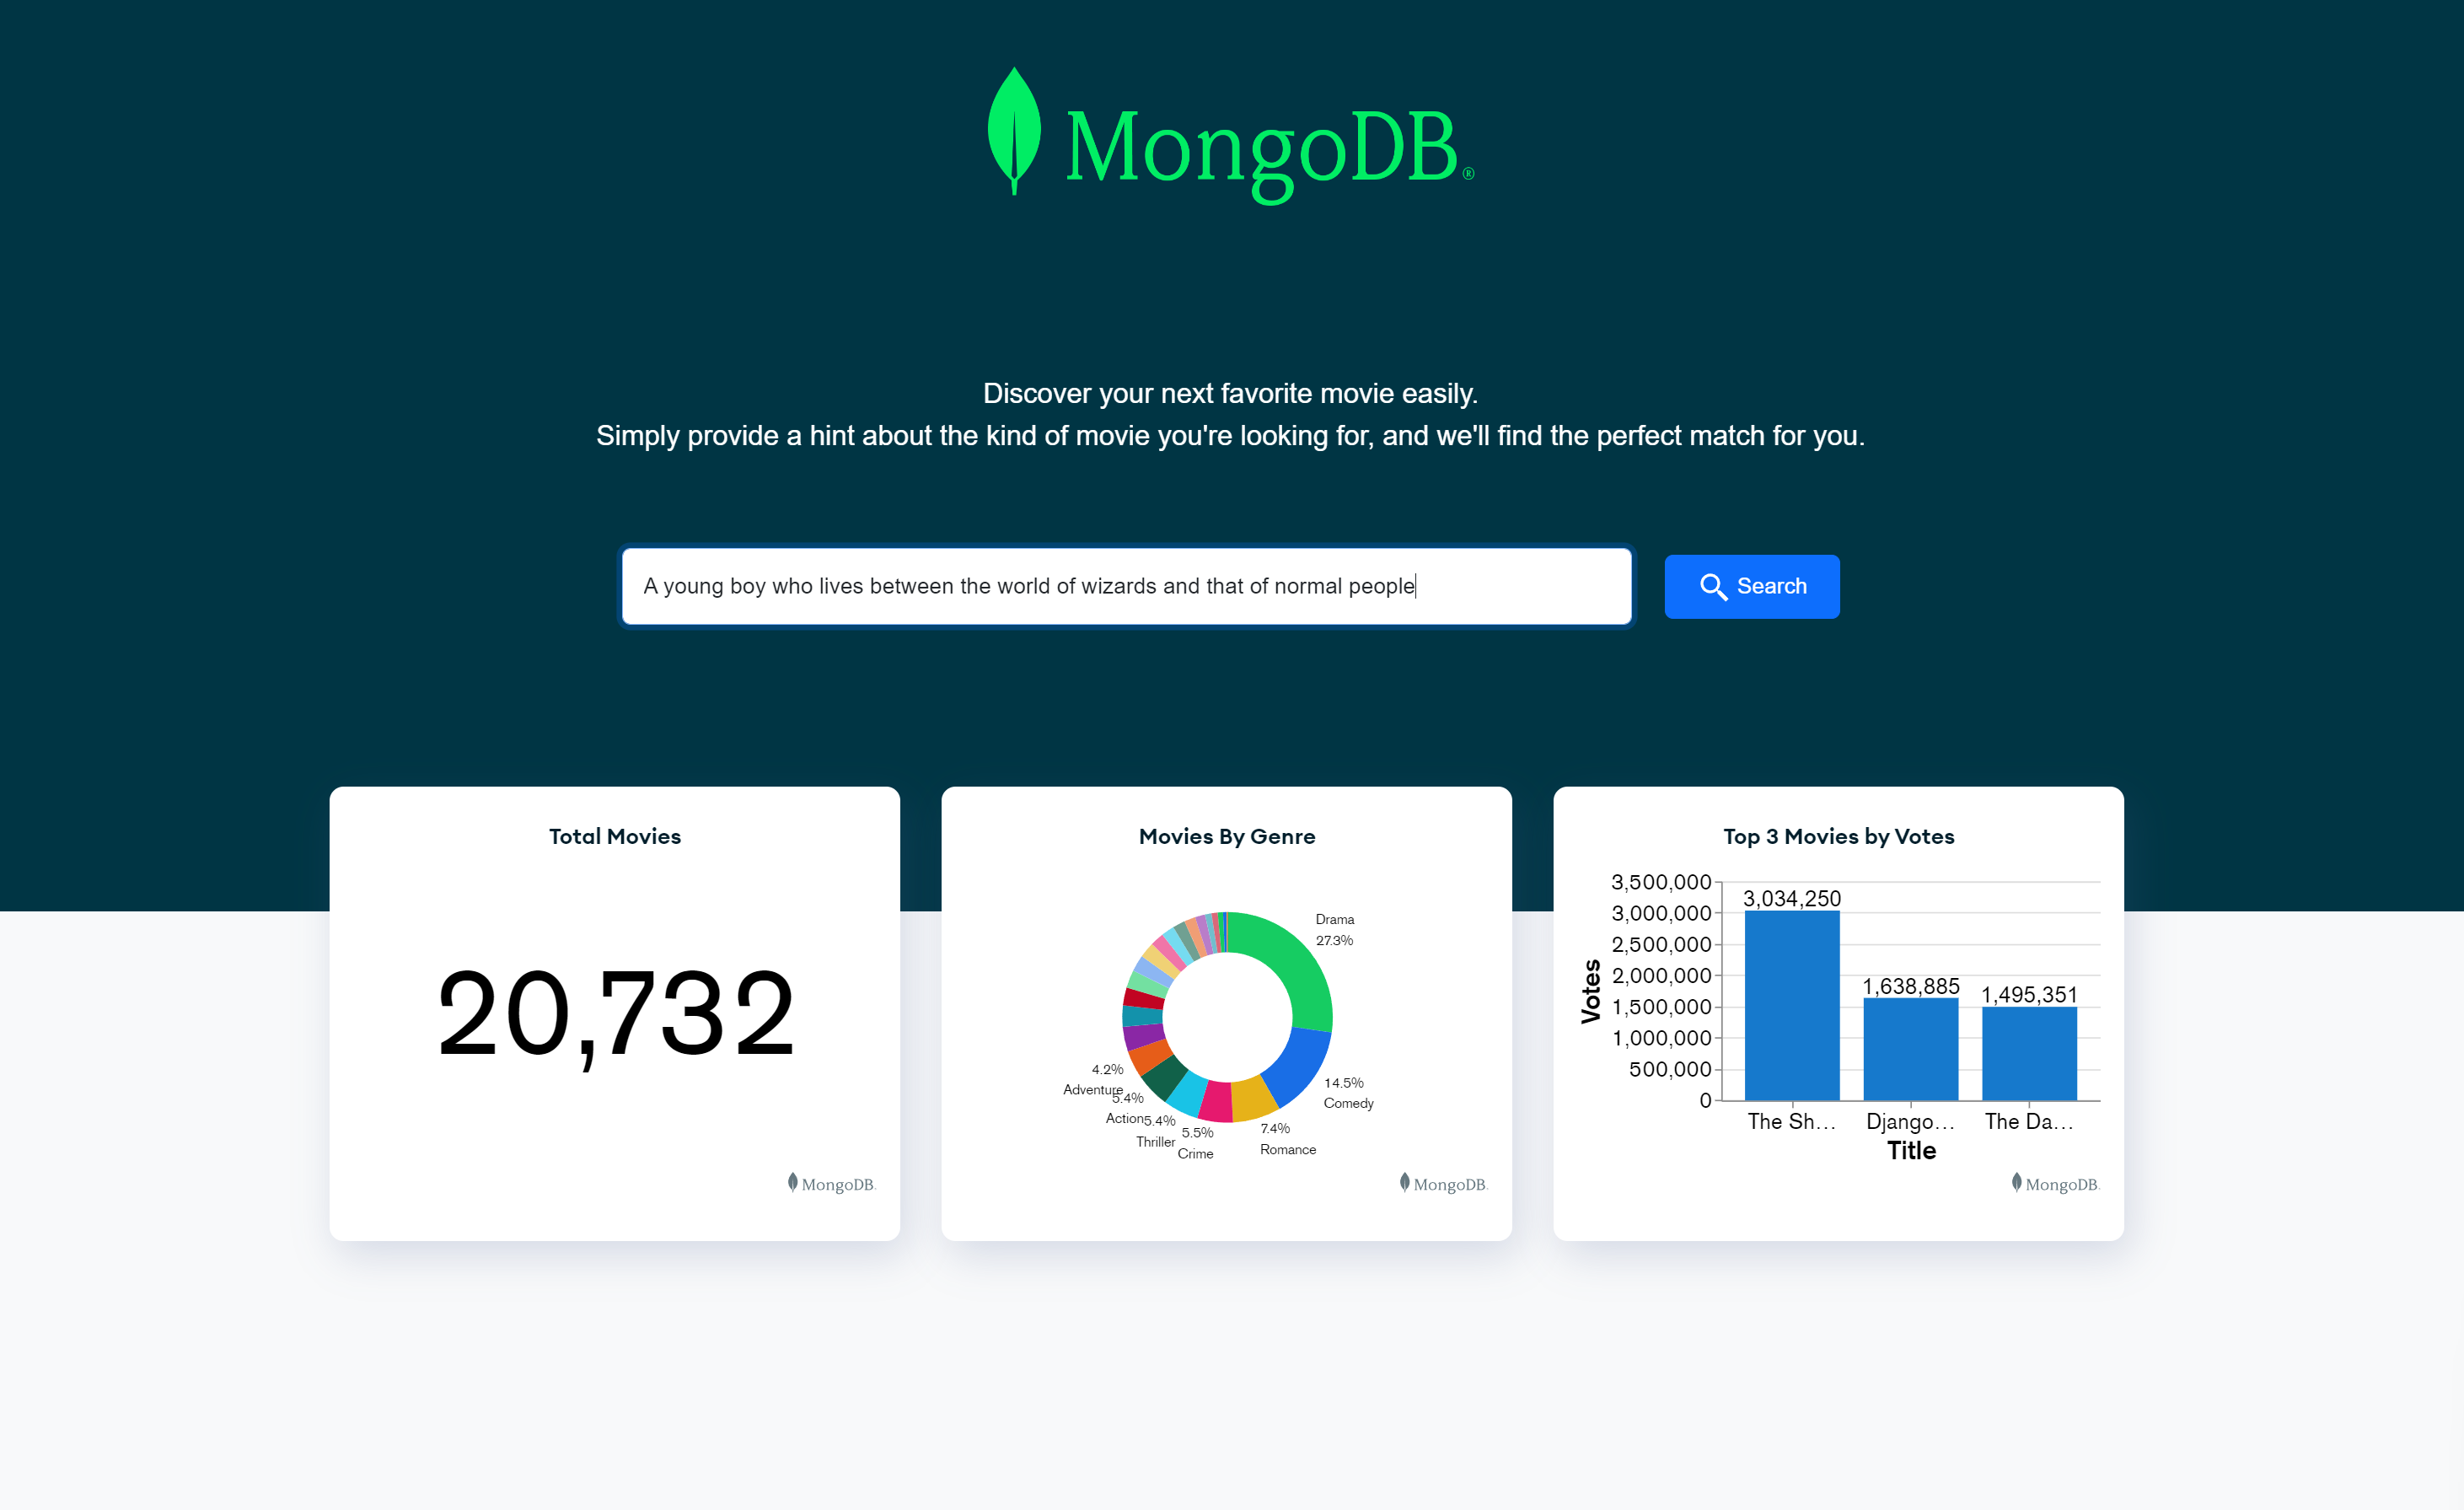 MongoDB®
Discover your next favorite movie easily.
Simply provide a hint about the kind of movie you're looking for, and we'll find the perfect match for you.
A young boy who lives between the world of wizards and that of normal people
Search
Total Movies
20,732
MongoDB.
Movies By Genre
Drama
27.3%
14.5%
Comedy
7.4%
Romance
5.5%
Crime
5.4%
Thriller
5.4%
Action
4.2%
Adventure
MongoDB.
Top 3 Movies by Votes
Votes
3,500,000
3,000,000
2,500,000
2,000,000
1,500,000
1,000,000
500,000
0
3,034,250
1,638,885
1,495,351
The Sh...
Django...
The Da...
Title
MongoDB.